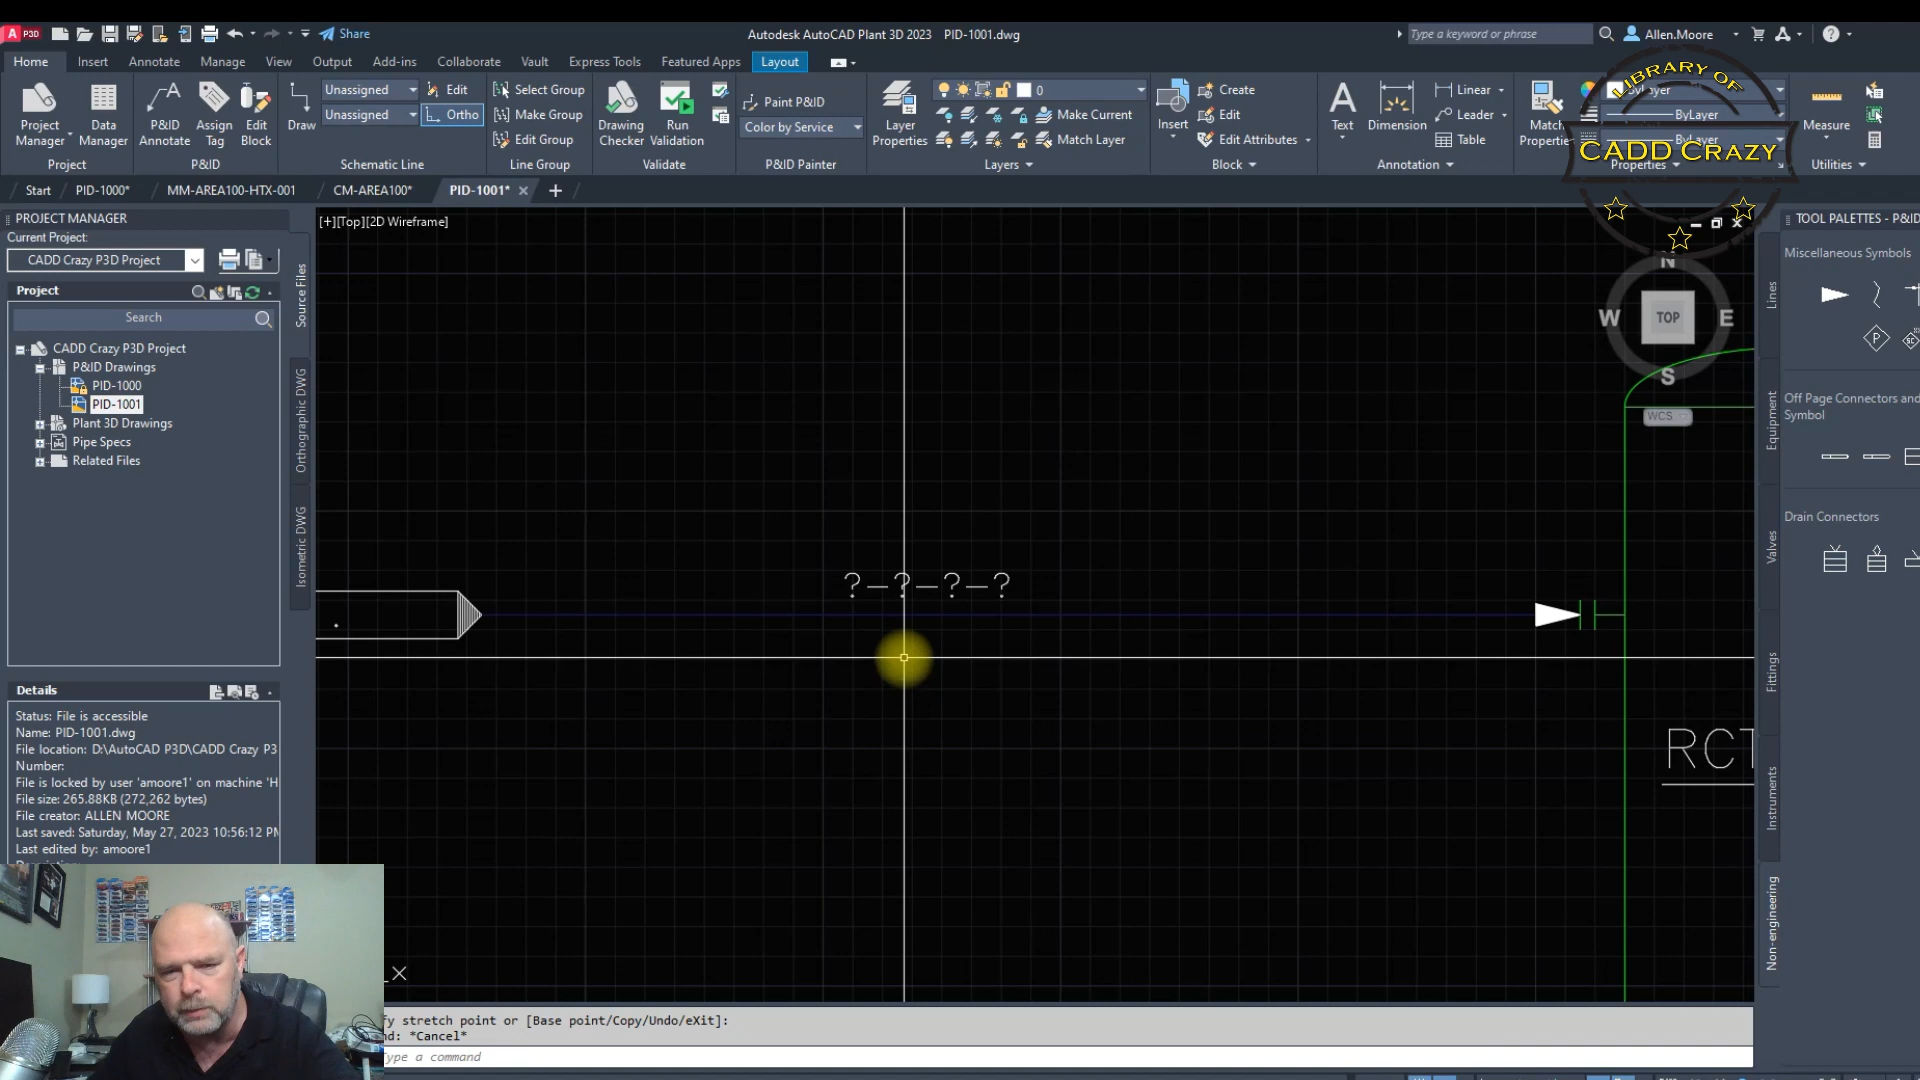 A P3D Share Autodesk AutoCAD Plant 3D 2023 PID-1001.dwg Type a keyword or phrase Allen.Moore
Home Insert Annotate Manage View Output Add-ins Collaborate Vault Express Tools Featured Apps Layout
LIBRARY OF
CADD CRAZY
Project Manager
Data Manager
Project
P&ID Annotate
Assign Tag
Edit Block
P&ID
Draw
Unassigned
Unassigned
Edit
Ortho
Schematic Line
Select Group
Make Group
Edit Group
Line Group
Drawing Checker
Run Validation
Validate
Paint P&ID
Color by Service
P&ID Painter
Layer Properties
0
Make Current
Match Layer
Layers
Insert
Create
Edit
Edit Attributes
Block
Text
Dimension
Linear
Leader
Table
Annotation
Match
ByLayer
ByLayer
ByLayer
Properties
Measure
Utilities
Start PID-1000* MM-AREA100-HTX-001 CM-AREA100* PID-1001*
PROJECT MANAGER
Current Project:
CADD Crazy P3D Project
Project
Search
CADD Crazy P3D Project
P&ID Drawings
PID-1000
PID-1001
Plant 3D Drawings
Pipe Specs
Related Files
Source Files
Orthographic DWG
Isometric DWG
Details
Status: File is accessible
Name: PID-1001.dwg
File location: D:\AutoCAD P3D\CADD Crazy P3
Number:
File is locked by user 'amoore1' on machine 'H
File size: 265.88KB (272,262 bytes)
File creator: ALLEN MOORE
Last saved: Saturday, May 27, 2023 10:56:12 PM
Last edited by: amoore1
[+][Top][2D Wireframe]
N
W TOP E
S
WCS
?-?-?-?
RCT
X
fy stretch point or [Base point/Copy/Undo/eXit]:
nd: *Cancel*
Type a command
TOOL PALETTES - P&ID
Miscellaneous Symbols
P
SC
Off Page Connectors and
Symbol
Drain Connectors
Lines
Equipment
Valves
Fittings
Instruments
Non-engineering